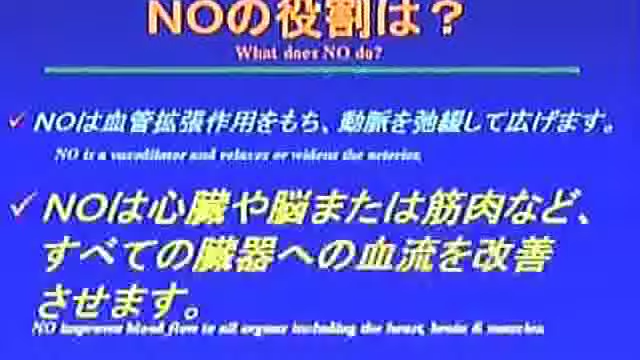 NOの役割は？
What does NO do?
NOは血管拡張作用をもち、動脈を弛緩して広げます。
NO is a vasodilator and relaxes or widens the arteries.
NOは心臓や脳または筋肉など、
すべての臓器への血流を改善
させます。
NO improves blood flow to all organs including the heart, brain & muscles